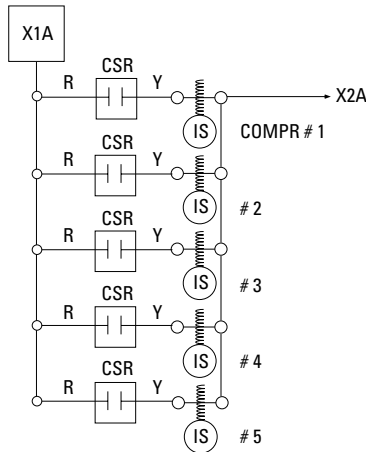 X1A
CSR
R Y
X2A
IS COMPR # 1
CSR
R Y
IS # 2
CSR
R Y
IS # 3
CSR
R Y
IS # 4
CSR
R Y
IS # 5